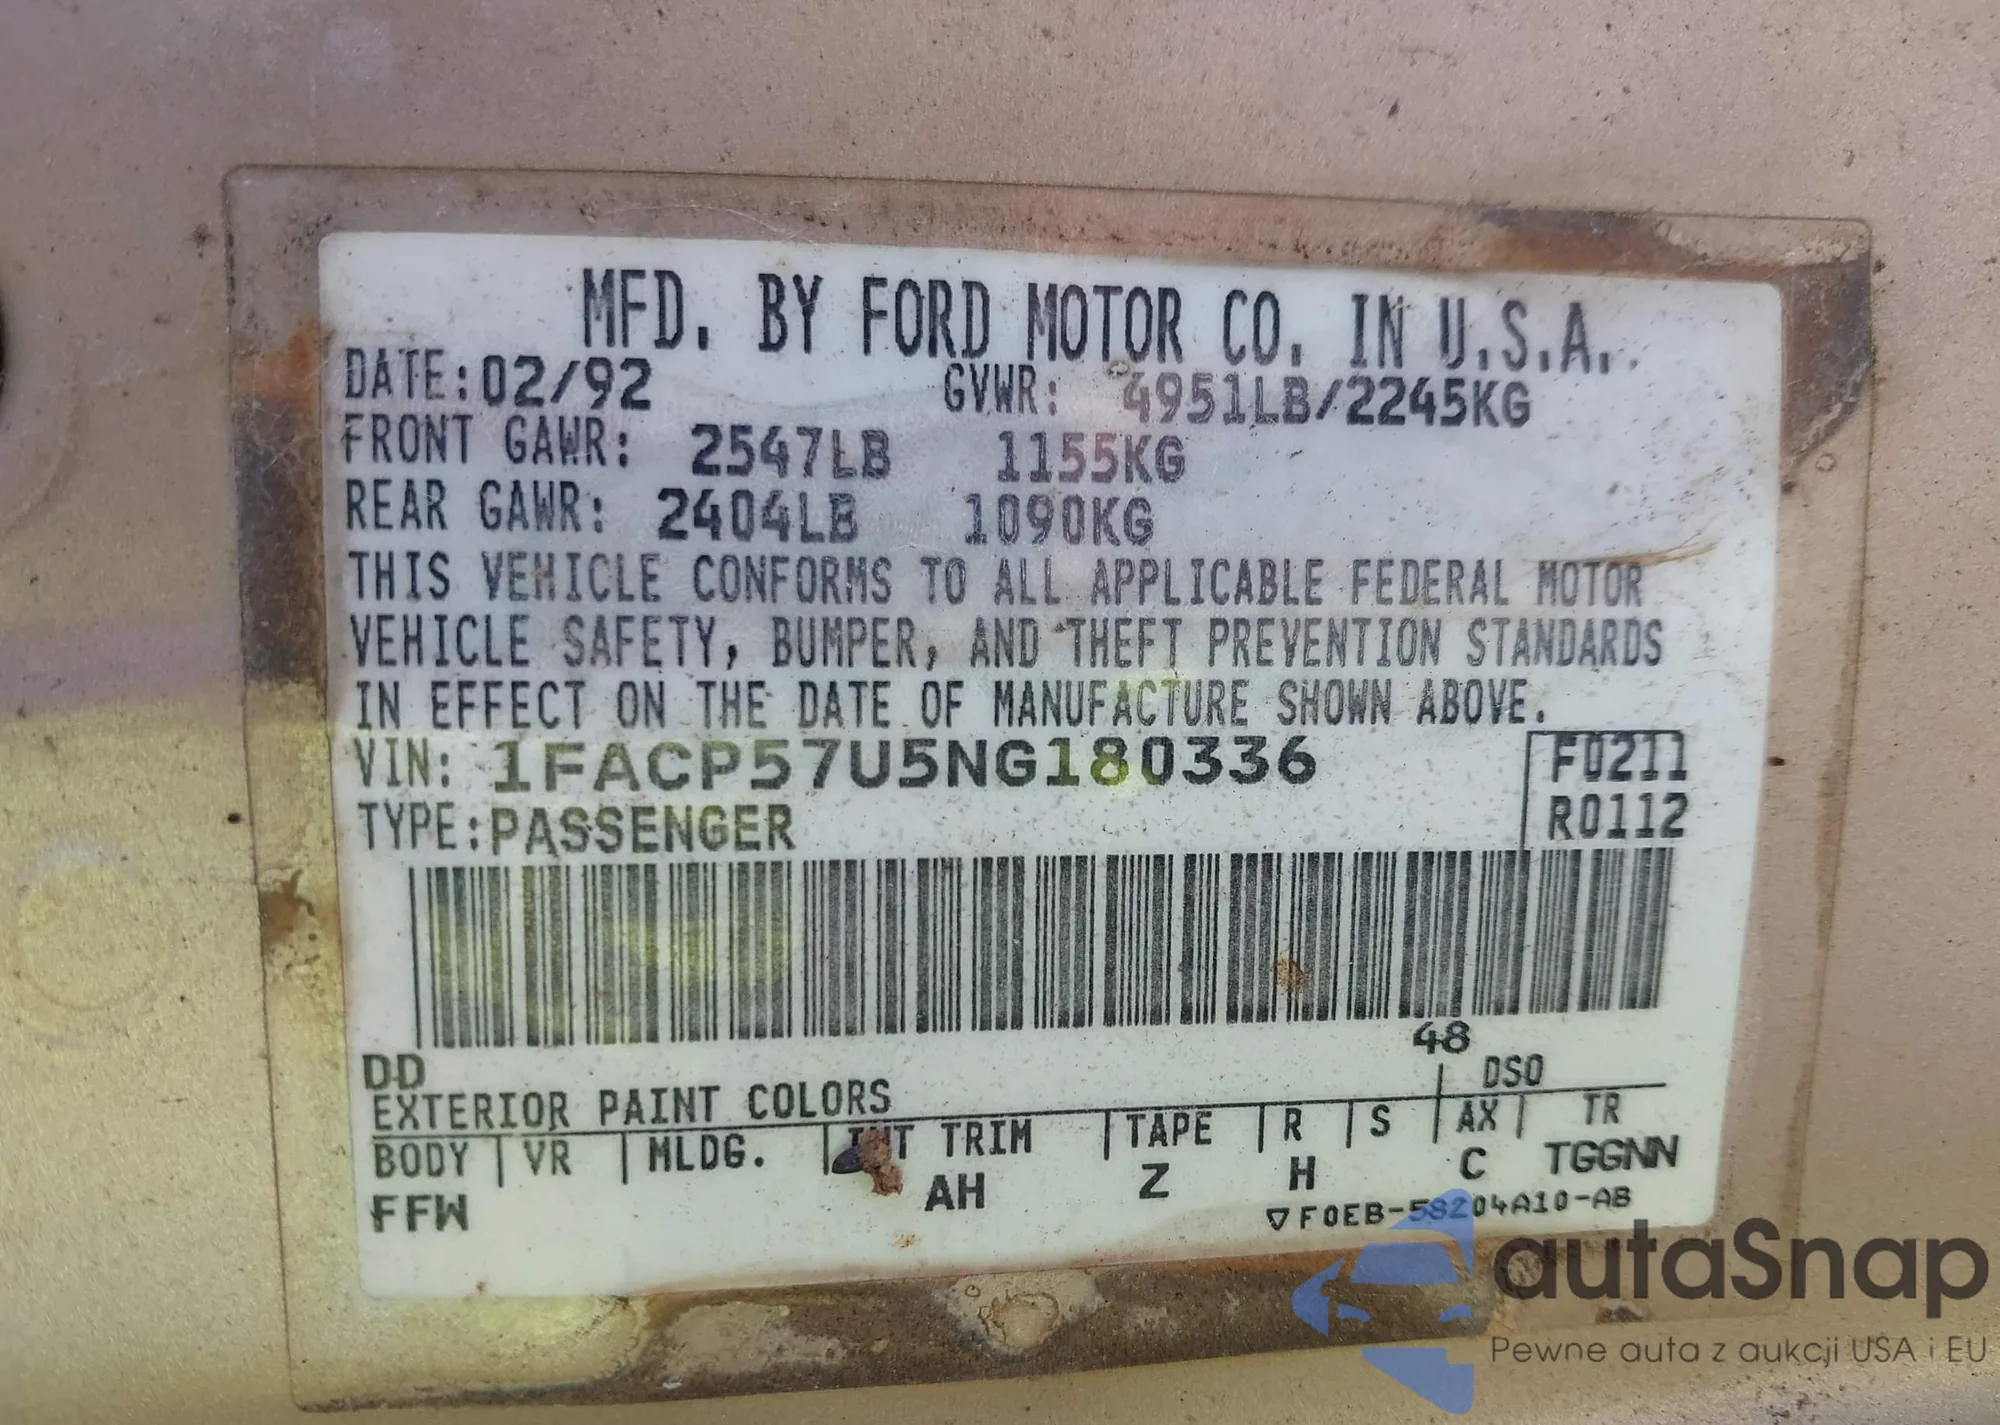 MFD. BY FORD MOTOR CO. IN U.S.A.
DATE: 02/92 GVWR: 4951LB/2245KG
FRONT GAWR: 2547LB 1155KG
REAR GAWR: 2404LB 1090KG
THIS VEHICLE CONFORMS TO ALL APPLICABLE FEDERAL MOTOR
VEHICLE SAFETY, BUMPER, AND THEFT PREVENTION STANDARDS
IN EFFECT ON THE DATE OF MANUFACTURE SHOWN ABOVE.
VIN: 1FACP57U5NG180336 F0211
TYPE: PASSENGER R0112
48
DD DSO
EXTERIOR PAINT COLORS
BODY VR MLDG. INT TRIM TAPE R S AX TR
FFW AH Z H C TGGNN
▽F0EB-58204A10-AB
autaSnap
Pewne auta z aukcji USA i EU